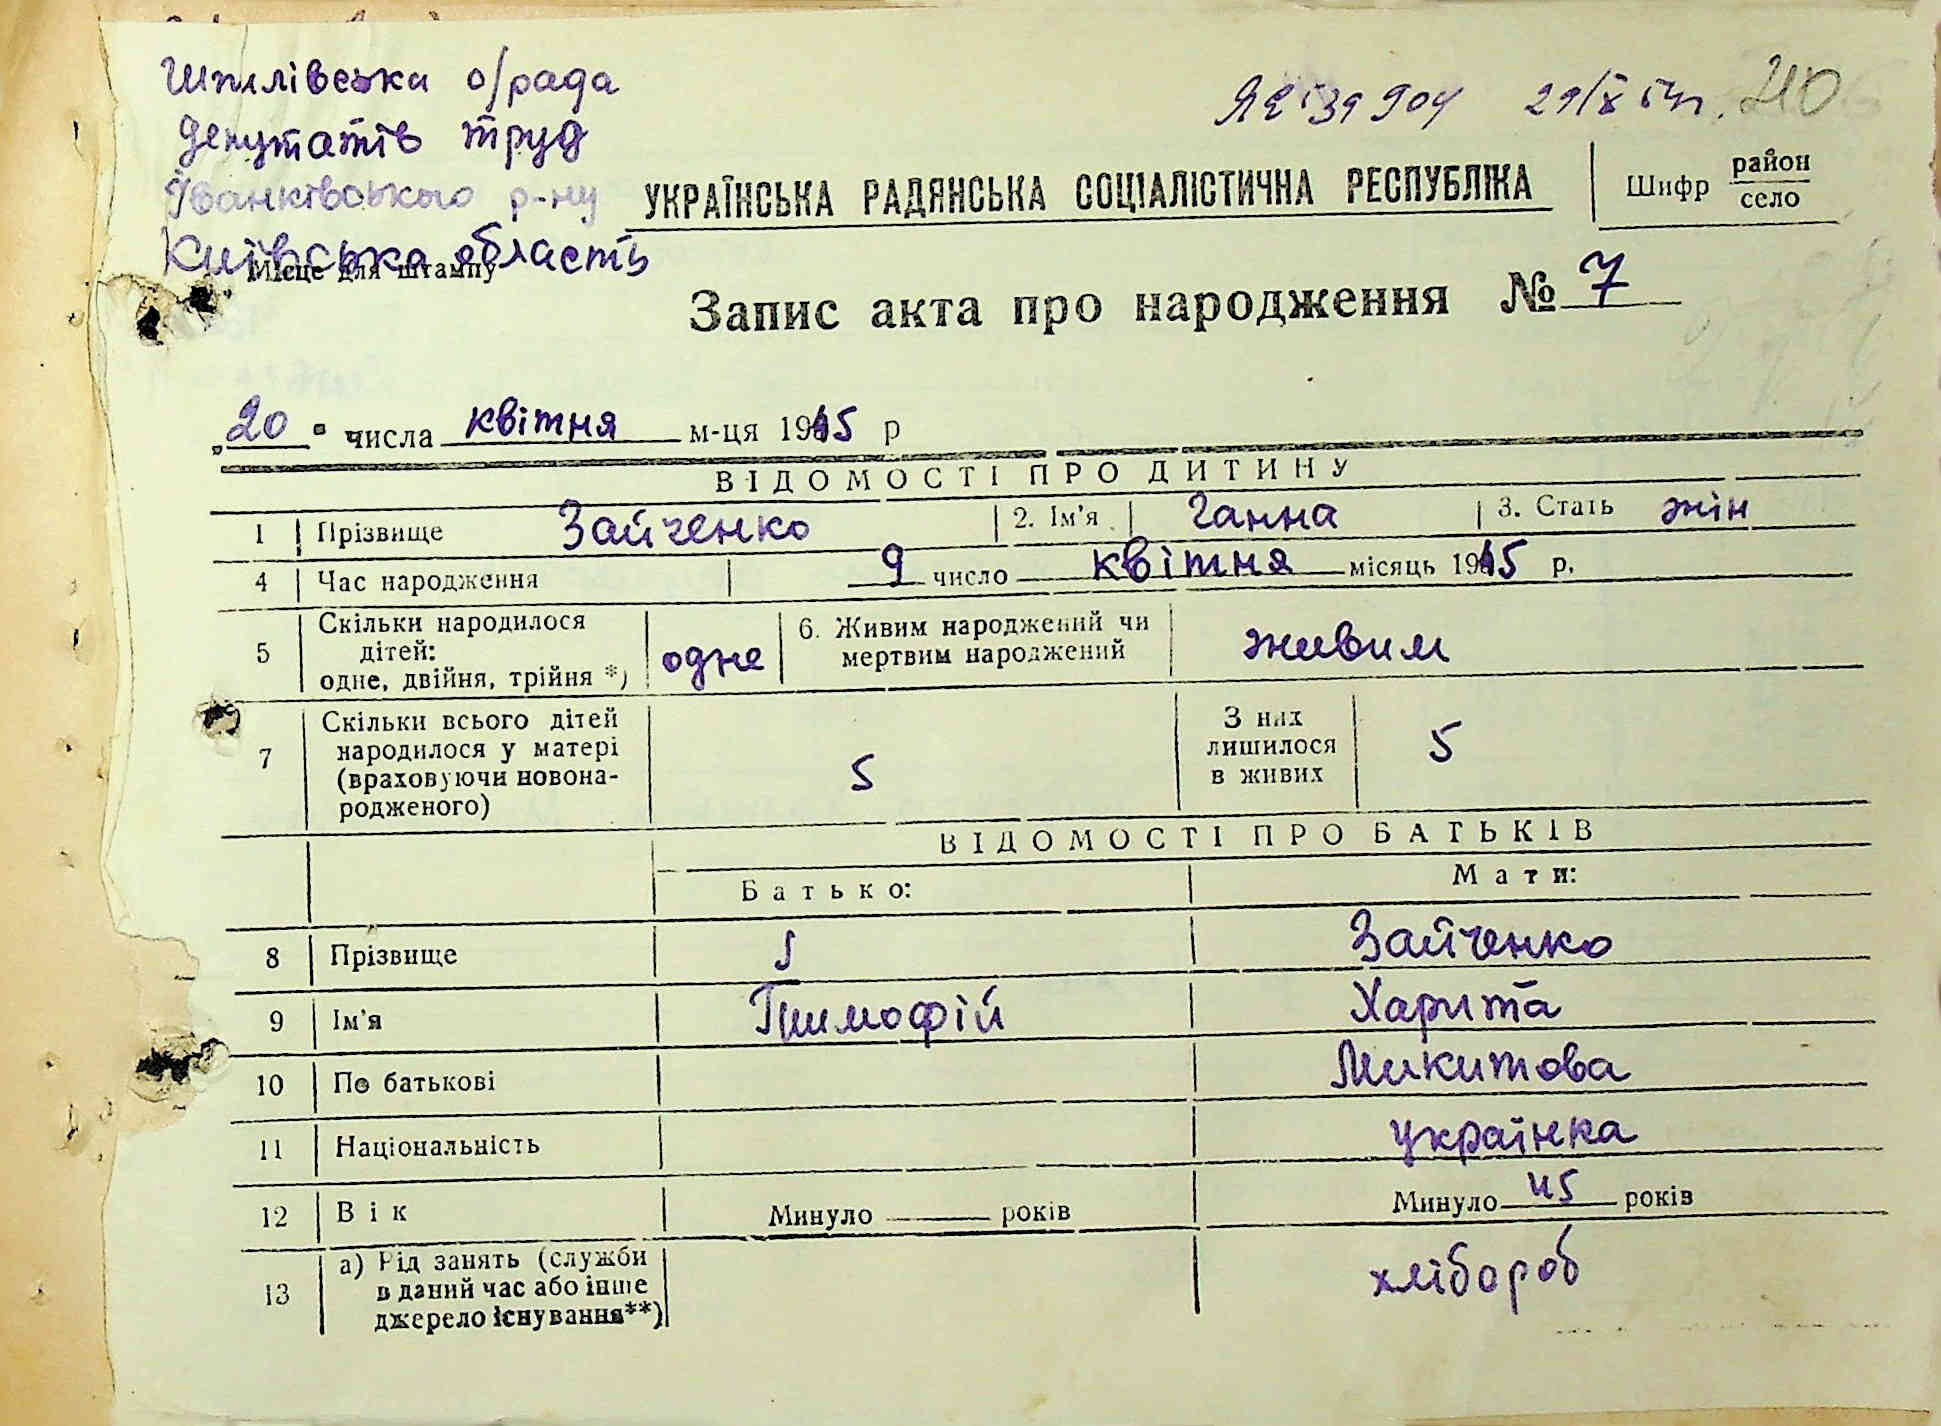 Шпилівська с/рада
депутатів труд
Іванківського р-ну
Київська область
Місце для штампу
29/X 210
УКРАЇНСЬКА РАДЯНСЬКА СОЦІАЛІСТИЧНА РЕСПУБЛІКА
Шифр район
село
Запис акта про народження № 7
„20" числа квітня м-ця 1945 р
ВІДОМОСТІ ПРО ДИТИНУ
1 Прізвище Зайченко 2. Ім'я Ганна 3. Стать жін
4 Час народження 9 число квітня місяць 1945 р.
5 Скільки народилося
дітей:
одне, двійня, трійня *)
одне
6. Живим народжений чи
мертвим народжений
живим
7 Скільки всього дітей
народилося у матері
(враховуючи новона-
родженого)
5
З них
лишилося
в живих
5
ВІДОМОСТІ ПРО БАТЬКІВ
Батько: Мати:
8 Прізвище Зайченко
9 Ім'я Тимофій Харита
10 По батькові Микитова
11 Національність українка
12 Вік Минуло років Минуло 45 років
13 а) Рід занять (служби
в даний час або інше
джерело існування**)
хлібороб